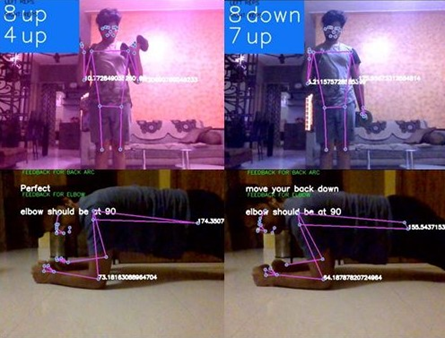 8 up
4 up
8 down
7 up
FEEDBACK FOR BACK ARC
Perfect
FEEDBACK FOR ELBOW
elbow should be at 90
174.3507
73.18183088964704
FEEDBACK FOR BACK ARC
move your back down
FEEDBACK FOR ELBOW
elbow should be at 90
155.5437153
64.18787820724964